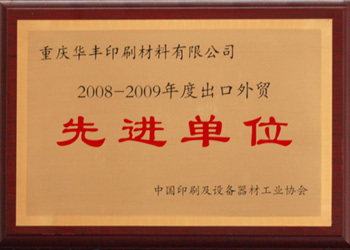 重庆华丰印刷材料有限公司
2008-2009年度出口外贸
先进单位
中国印刷及设备器材工业协会